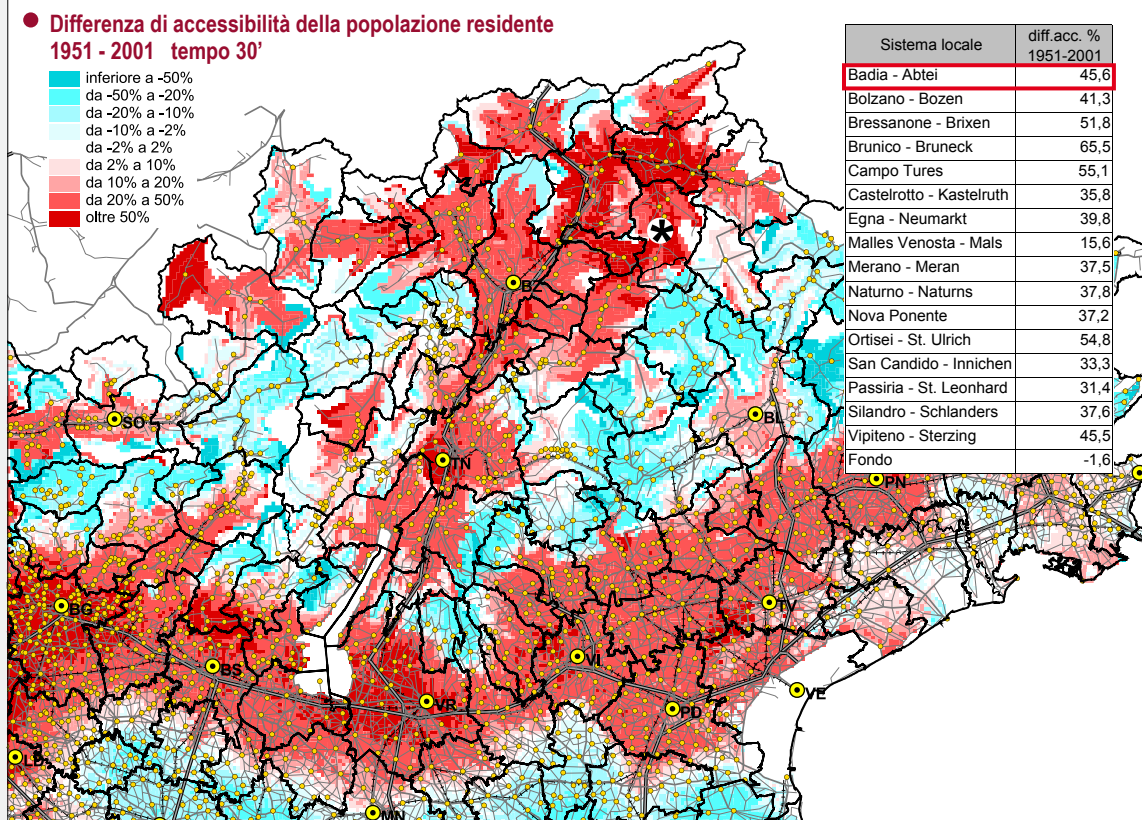 Differenza di accessibilità della popolazione residente
1951 - 2001 tempo 30'
inferiore a -50%
da -50% a -20%
da -20% a -10%
da -10% a -2%
da -2% a 2%
da 2% a 10%
da 10% a 20%
da 20% a 50%
oltre 50%
Sistema locale diff.acc. % 1951-2001
Badia - Abtei 45,6
Bolzano - Bozen 41,3
Bressanone - Brixen 51,8
Brunico - Bruneck 65,5
Campo Tures 55,1
Castelrotto - Kastelruth 35,8
Egna - Neumarkt 39,8
Malles Venosta - Mals 15,6
Merano - Meran 37,5
Naturno - Naturns 37,8
Nova Ponente 37,2
Ortisei - St. Ulrich 54,8
San Candido - Innichen 33,3
Passiria - St. Leonhard 31,4
Silandro - Schlanders 37,6
Vipiteno - Sterzing 45,5
Fondo -1,6
*
BZ
SO
BL
TN
PN
BG
TV
BS
VI
VE
VR
PD
LO
MN